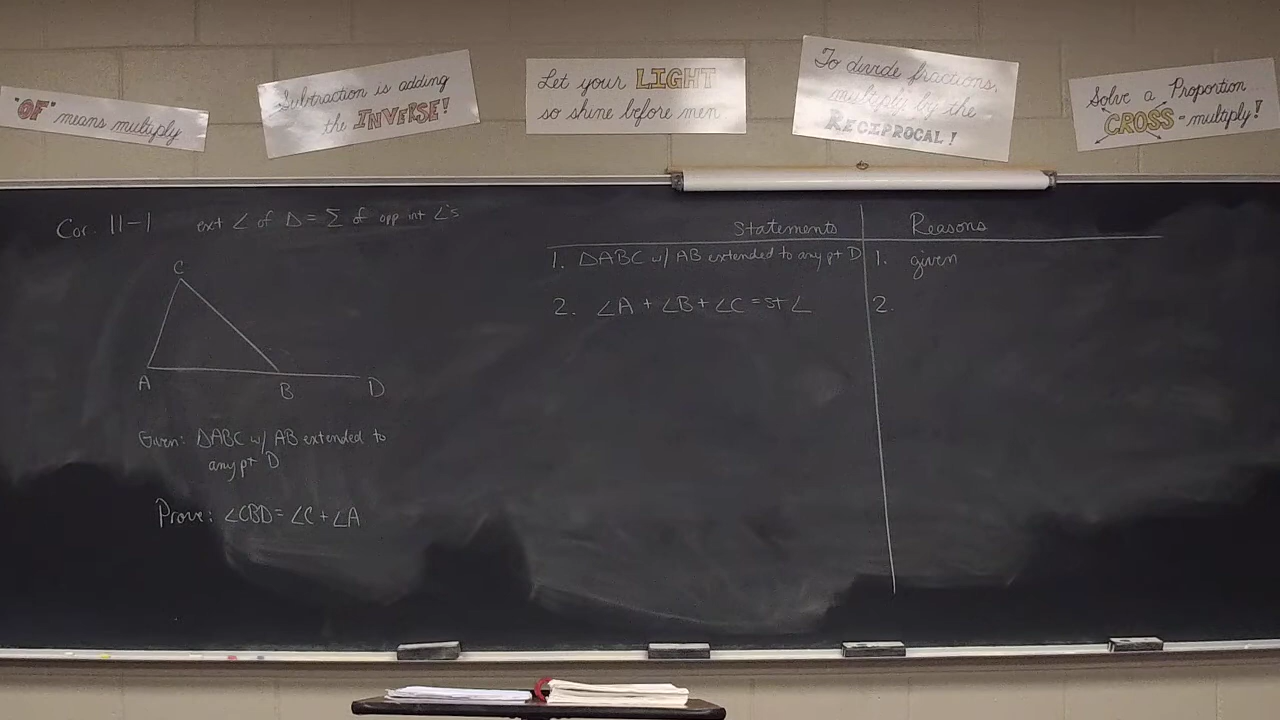 "OF" means multiply
Subtraction is adding
the INVERSE!
Let your LIGHT
so shine before men
To divide fractions,
multiply by the
RECIPROCAL!
Solve a Proportion
CROSS-multiply!
Cor. 11-1 ext ∠ of Δ = Σ of opp int ∠'s
C
A
B
D
Given: ΔABC w/ AB extended to
any pt D
Prove: ∠CBD = ∠C + ∠A
Statements Reasons
1. ΔABC w/ AB extended to any pt D 1. given
2. ∠A + ∠B + ∠C = st ∠ 2.